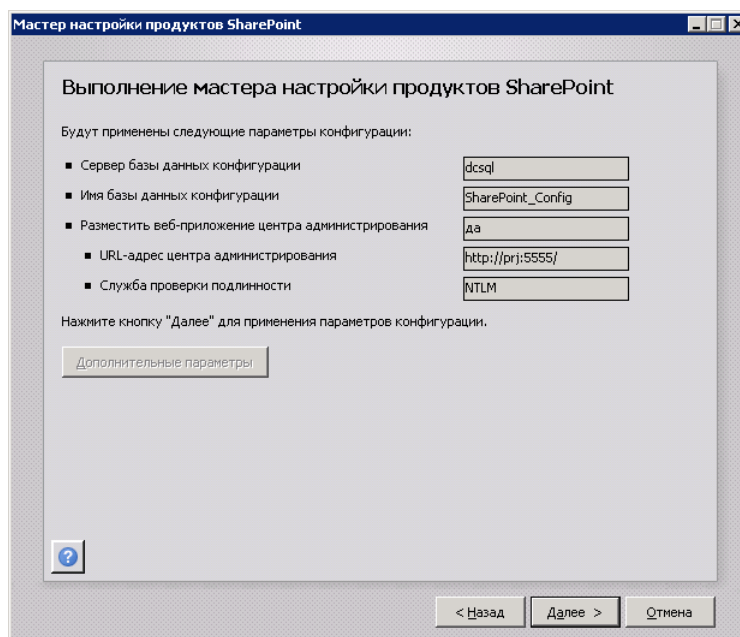 Мастер настройки продуктов SharePoint
Выполнение мастера настройки продуктов SharePoint
Будут применены следующие параметры конфигурации:
Сервер базы данных конфигурации dcsql
Имя базы данных конфигурации SharePoint_Config
Разместить веб-приложение центра администрирования да
URL-адрес центра администрирования http://prj:5555/
Служба проверки подлинности NTLM
Нажмите кнопку "Далее" для применения параметров конфигурации.
Дополнительные параметры
?
< Назад Далее > Отмена